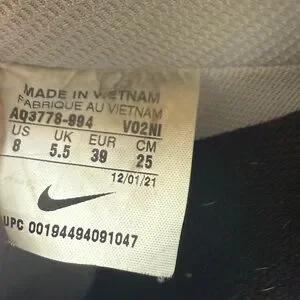 MADE IN VIETNAM
FABRIQUE AU VIETNAM
AQ3778-994 VO2NI
US UK EUR CM
8 5.5 39 25
12/01/21
UPC 00194494091047